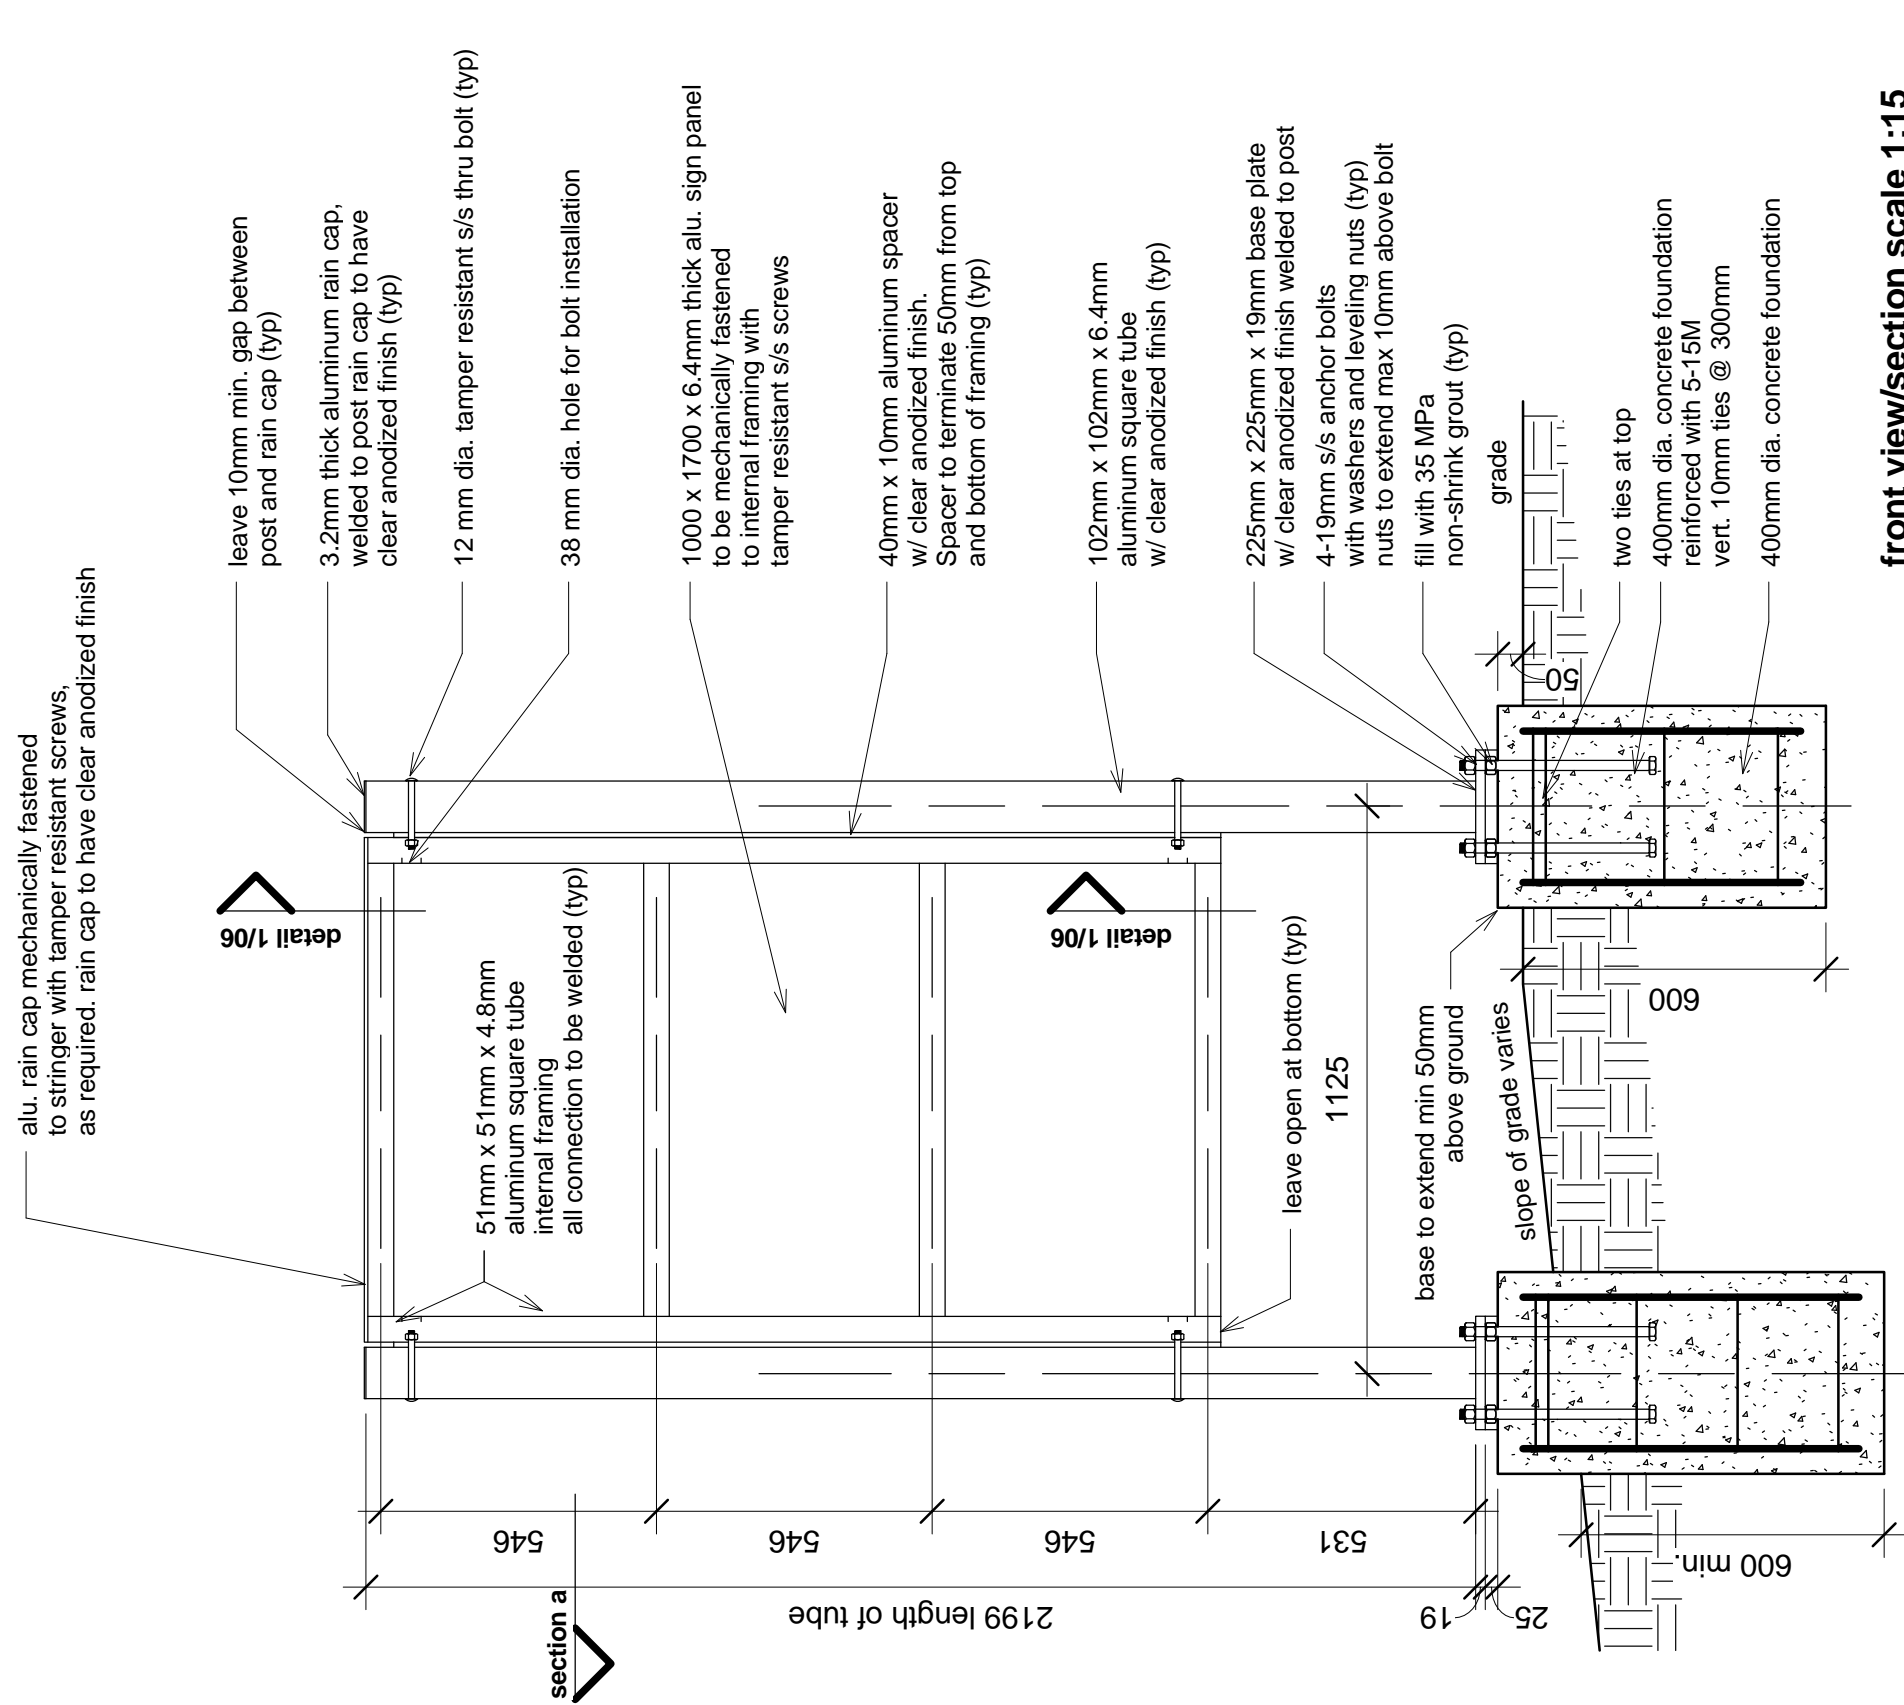 alu. rain cap mechanically fastened
to stringer with tamper resistant screws,
as required. rain cap to have clear anodized finish
leave 10mm min. gap between
post and rain cap (typ)
3.2mm thick aluminum rain cap,
welded to post rain cap to have
clear anodized finish (typ)
12 mm dia. tamper resistant s/s thru bolt (typ)
38 mm dia. hole for bolt installation
1000 x 1700 x 6.4mm thick alu. sign panel
to be mechanically fastened
to internal framing with
tamper resistant s/s screws
40mm x 10mm aluminum spacer
w/ clear anodized finish.
Spacer to terminate 50mm from top
and bottom of framing (typ)
102mm x 102mm x 6.4mm
aluminum square tube
w/ clear anodized finish (typ)
225mm x 225mm x 19mm base plate
w/ clear anodized finish welded to post
4-19mm s/s anchor bolts
with washers and leveling nuts (typ)
nuts to extend max 10mm above bolt
fill with 35 MPa
non-shrink grout (typ)
grade
50
two ties at top
400mm dia. concrete foundation
reinforced with 5-15M
vert. 10mm ties @ 300mm
400mm dia. concrete foundation
detail 1/06
detail 1/06
51mm x 51mm x 4.8mm
aluminum square tube
internal framing
all connection to be welded (typ)
leave open at bottom (typ)
1125
base to extend min 50mm
above ground
slope of grade varies
600
546
546
546
531
600 min.
2199 length of tube
19
25
section a
front view/section scale 1:15